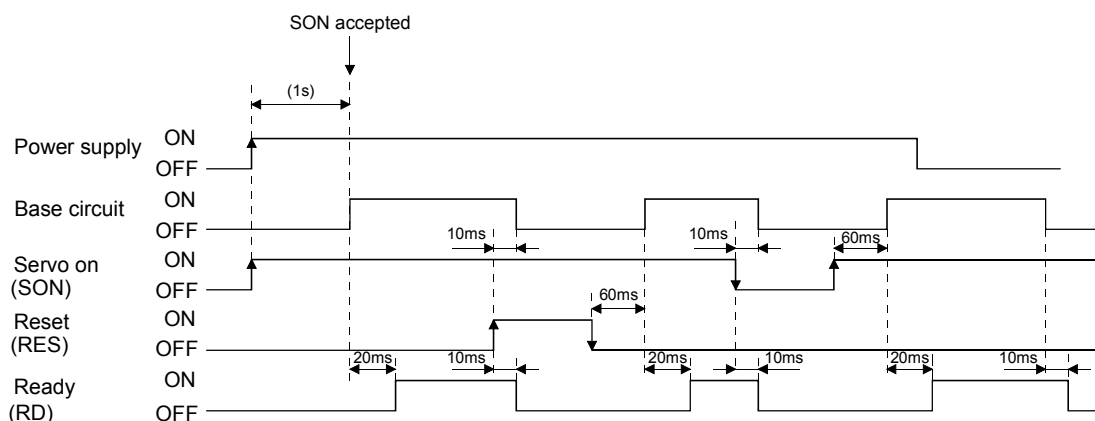 SON accepted
(1s)
Power supply ON
OFF
Base circuit ON
OFF
10ms 10ms 60ms
Servo on ON
(SON) OFF
60ms
Reset ON
(RES) OFF
20ms 10ms 20ms 10ms 20ms 10ms
Ready ON
(RD) OFF